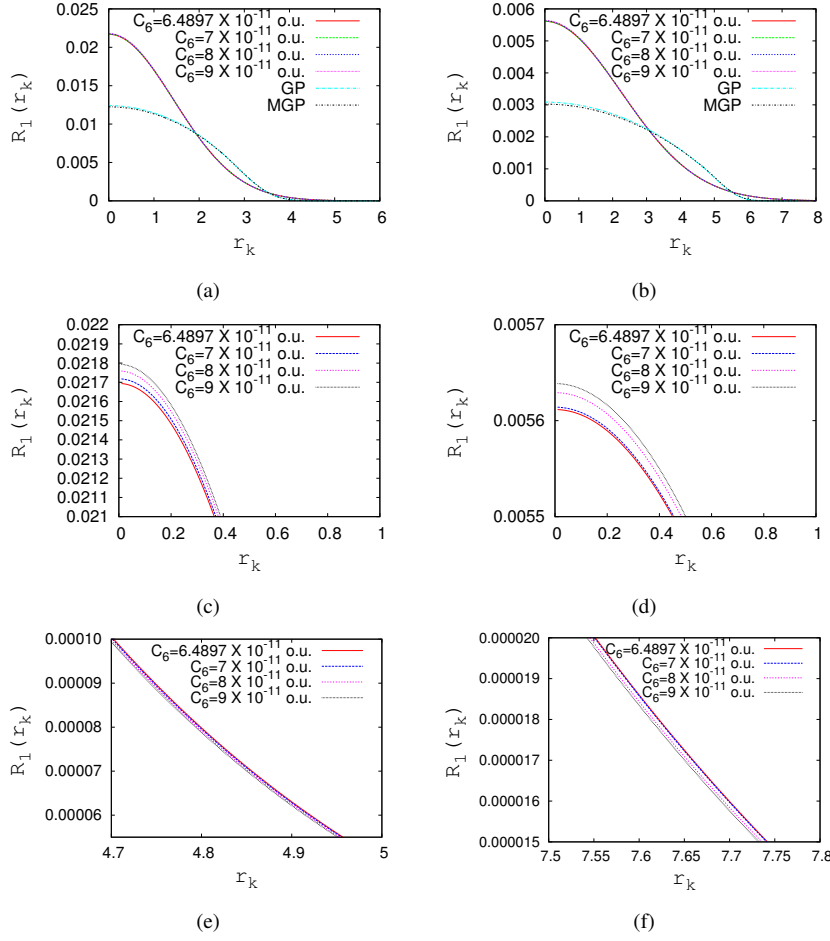 C6=6.4897 X 10-11 o.u.
C6=7 X 10-11 o.u.
C6=8 X 10-11 o.u.
C6=9 X 10-11 o.u.
GP
MGP
0.025
0.02
0.015
0.01
0.005
0
R1(rk)
0 1 2 3 4 5 6
rk
(a)
C6=6.4897 X 10-11 o.u.
C6=7 X 10-11 o.u.
C6=8 X 10-11 o.u.
C6=9 X 10-11 o.u.
GP
MGP
0.006
0.005
0.004
0.003
0.002
0.001
0
R1(rk)
0 1 2 3 4 5 6 7 8
rk
(b)
C6=6.4897 X 10-11 o.u.
C6=7 X 10-11 o.u.
C6=8 X 10-11 o.u.
C6=9 X 10-11 o.u.
0.022
0.0219
0.0218
0.0217
0.0216
0.0215
0.0214
0.0213
0.0212
0.0211
0.021
R1(rk)
0 0.2 0.4 0.6 0.8 1
rk
(c)
C6=6.4897 X 10-11 o.u.
C6=7 X 10-11 o.u.
C6=8 X 10-11 o.u.
C6=9 X 10-11 o.u.
0.0057
0.0056
0.0055
R1(rk)
0 0.2 0.4 0.6 0.8 1
rk
(d)
C6=6.4897 X 10-11 o.u.
C6=7 X 10-11 o.u.
C6=8 X 10-11 o.u.
C6=9 X 10-11 o.u.
0.00010
0.00009
0.00008
0.00007
0.00006
R1(rk)
4.7 4.8 4.9 5
rk
(e)
C6=6.4897 X 10-11 o.u.
C6=7 X 10-11 o.u.
C6=8 X 10-11 o.u.
C6=9 X 10-11 o.u.
0.000020
0.000019
0.000018
0.000017
0.000016
0.000015
R1(rk)
7.5 7.55 7.6 7.65 7.7 7.75 7.8
rk
(f)